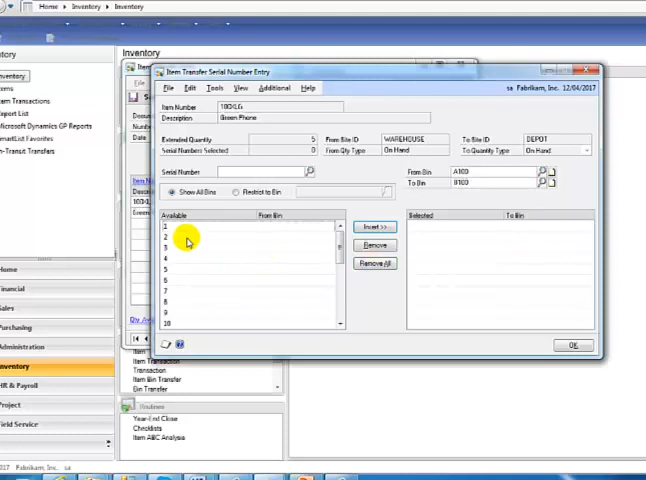 Home Inventory Inventory
Inventory
Item Transfer Serial Number Entry
File Edit Tools View Additional Help
sa Fabrikam, Inc. 12/04/2017
Item Number 100XLG
Description Green Phone
Extended Quantity 5 From Site ID WAREHOUSE To Site ID DEPOT
Serial Numbers Selected 0 From Qty Type On Hand To Quantity Type On Hand
Serial Number From Bin A100
Show All Bins Restrict to Bin To Bin B100
Available From Bin Selected To Bin
1
2
3
4
5
6
7
8
9
10
Insert >>
Remove
Remove All
OK
nventory
Item Transactions
Report List
Microsoft Dynamics GP Reports
SmartList Favorites
In-Transit Transfers
Home
Financial
Sales
Purchasing
Administration
Inventory
HR & Payroll
Project
Field Service
Item Transaction
Transaction
Item Bin Transfer
Bin Transfer
Routines
Year-End Close
Checklists
Item ABC Analysis
2017 Fabrikam, Inc. sa